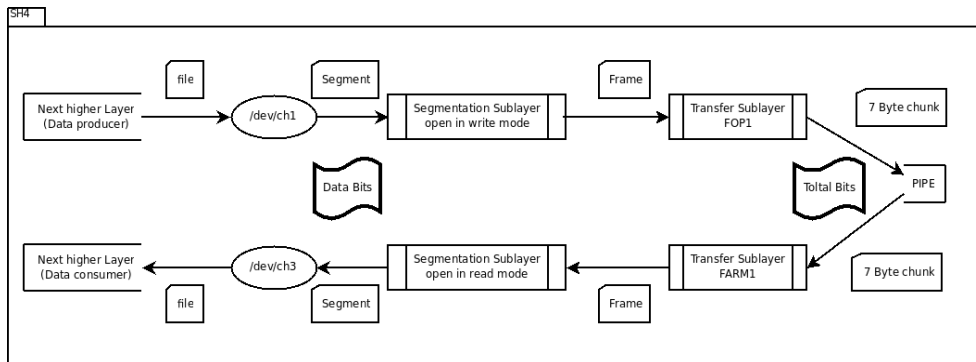 SH4
file
Segment
Frame
7 Byte chunk
Next higher Layer
(Data producer)
/dev/ch1
Segmentation Sublayer
open in write mode
Transfer Sublayer
FOP1
Data Bits
Toltal Bits
PIPE
Next higher Layer
(Data consumer)
/dev/ch3
Segmentation Sublayer
open in read mode
Transfer Sublayer
FARM1
7 Byte chunk
file
Segment
Frame